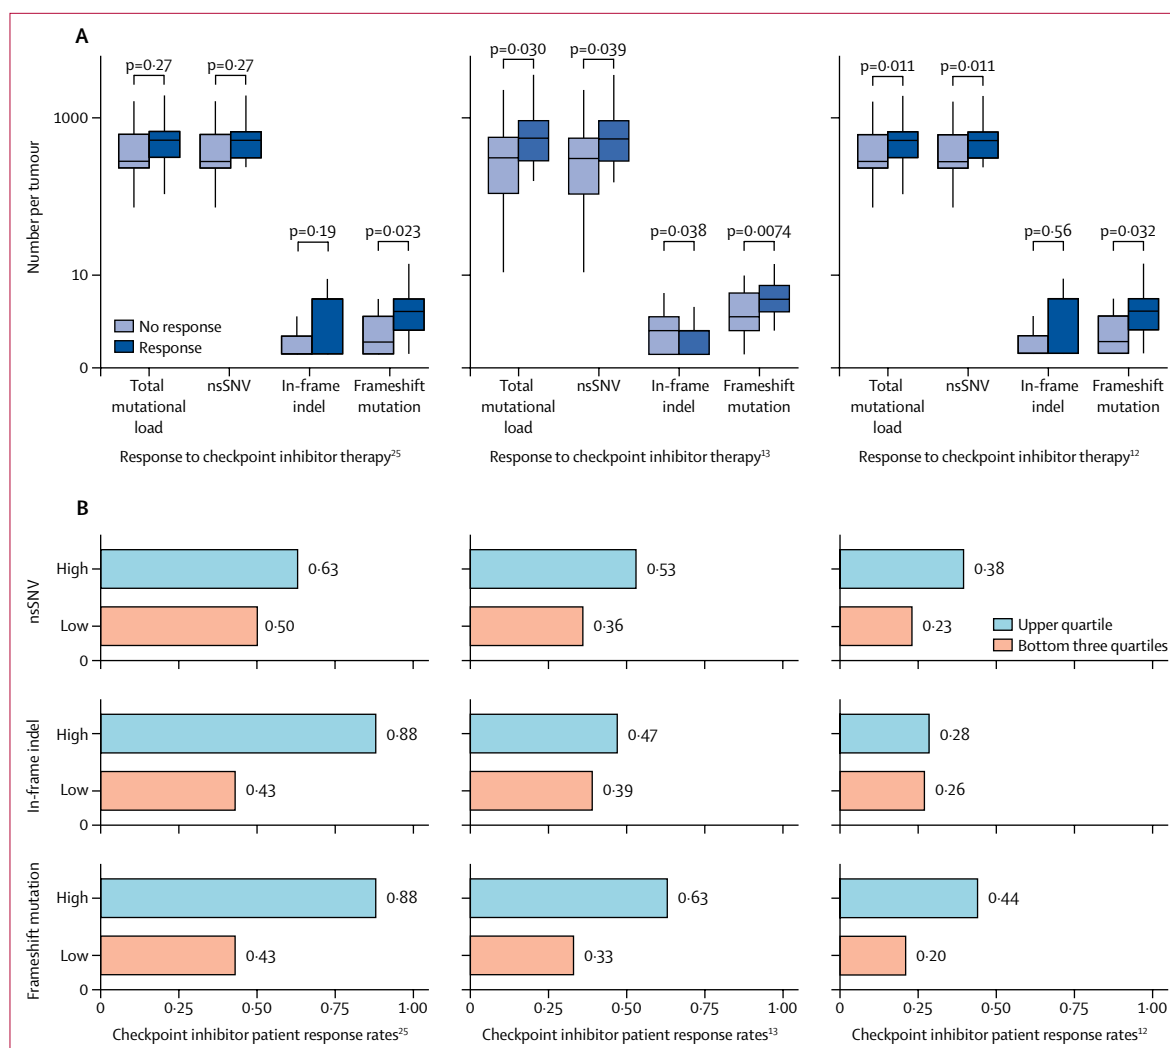 A
p=0·27 p=0·27
p=0·19 p=0·023
p=0·030 p=0·039
p=0·038 p=0·0074
p=0·011 p=0·011
p=0·56 p=0·032
Number per tumour
1000
10
0
No response
Response
Total mutational load
nsSNV
In-frame indel
Frameshift mutation
Total mutational load
nsSNV
In-frame indel
Frameshift mutation
Total mutational load
nsSNV
In-frame indel
Frameshift mutation
Response to checkpoint inhibitor therapy²⁵
Response to checkpoint inhibitor therapy¹³
Response to checkpoint inhibitor therapy¹²
B
nsSNV
High 0·63 0·53 0·38
Low 0·50 0·36 0·23
0
Upper quartile
Bottom three quartiles
In-frame indel
High 0·88 0·47 0·28
Low 0·43 0·39 0·26
0
Frameshift mutation
High 0·88 0·63 0·44
Low 0·43 0·33 0·20
0
0 0·25 0·50 0·75 1·00 0 0·25 0·50 0·75 1·00 0 0·25 0·50 0·75 1·00
Checkpoint inhibitor patient response rates²⁵
Checkpoint inhibitor patient response rates¹³
Checkpoint inhibitor patient response rates¹²